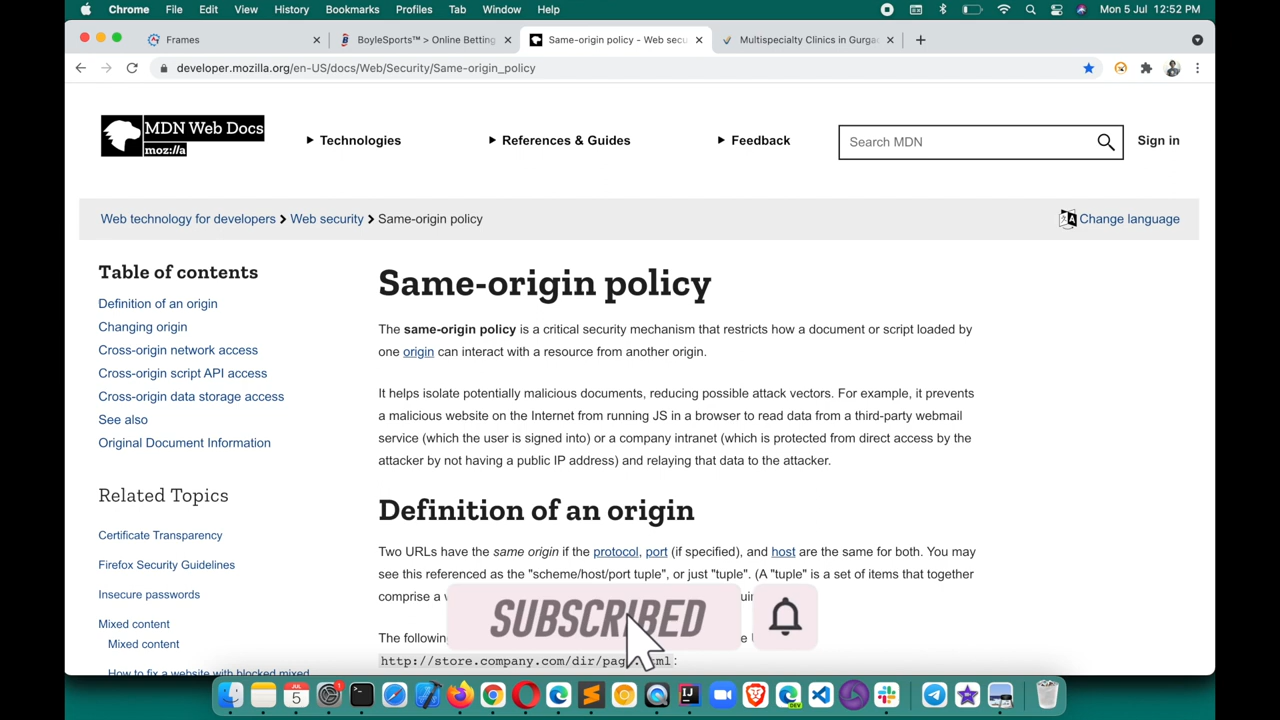 Chrome File Edit View History Bookmarks Profiles Tab Window Help Mon 5 Jul 12:52 PM
Frames BoyleSports™ > Online Betting Same-origin policy - Web secu Multispecialty Clinics in Gurga
developer.mozilla.org/en-US/docs/Web/Security/Same-origin_policy
MDN Web Docs
moz://a
Technologies References & Guides Feedback Search MDN Sign in
Web technology for developers Web security Same-origin policy Change language
Table of contents
Definition of an origin
Changing origin
Cross-origin network access
Cross-origin script API access
Cross-origin data storage access
See also
Original Document Information
Related Topics
Certificate Transparency
Firefox Security Guidelines
Insecure passwords
Mixed content
Mixed content
How to fix a website with blocked mixed
Same-origin policy
The same-origin policy is a critical security mechanism that restricts how a document or script loaded by
one origin can interact with a resource from another origin.
It helps isolate potentially malicious documents, reducing possible attack vectors. For example, it prevents
a malicious website on the Internet from running JS in a browser to read data from a third-party webmail
service (which the user is signed into) or a company intranet (which is protected from direct access by the
attacker by not having a public IP address) and relaying that data to the attacker.
Definition of an origin
Two URLs have the same origin if the protocol, port (if specified), and host are the same for both. You may
see this referenced as the "scheme/host/port tuple", or just "tuple". (A "tuple" is a set of items that together
comprise a
SUBSCRIBED
The following
http://store.company.com/dir/page.html:
JUL
5
1
DEV